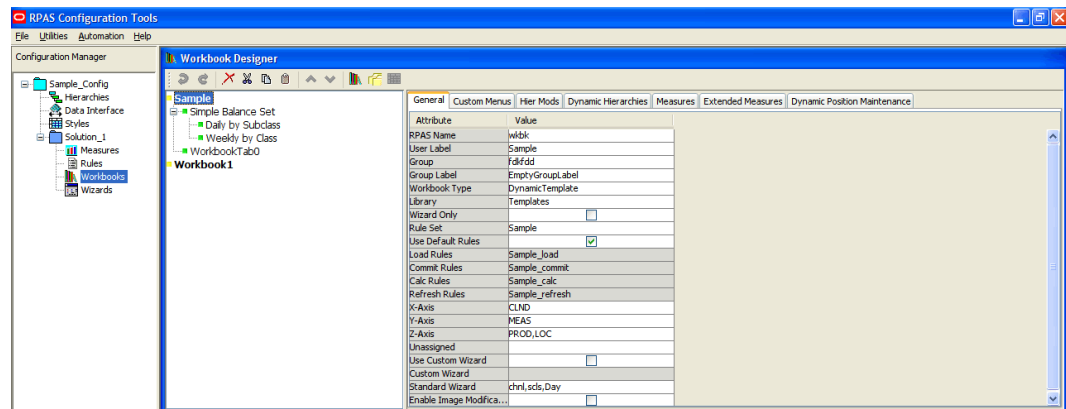 RPAS Configuration Tools
File Utilities Automation Help
Configuration Manager
Sample_Config
Hierarchies
Data Interface
Styles
Solution_1
Measures
Rules
Workbooks
Wizards
Workbook Designer
Sample
Simple Balance Set
Daily by Subclass
Weekly by Class
WorkbookTab0
Workbook1
General Custom Menus Hier Mods Dynamic Hierarchies Measures Extended Measures Dynamic Position Maintenance
Attribute Value
RPAS Name wkbk
User Label Sample
Group fdkfdd
Group Label EmptyGroupLabel
Workbook Type DynamicTemplate
Library Templates
Wizard Only
Rule Set Sample
Use Default Rules
Load Rules Sample_load
Commit Rules Sample_commit
Calc Rules Sample_calc
Refresh Rules Sample_refresh
X-Axis CLND
Y-Axis MEAS
Z-Axis PROD,LOC
Unassigned
Use Custom Wizard
Custom Wizard
Standard Wizard chnl,scls,Day
Enable Image Modifica...